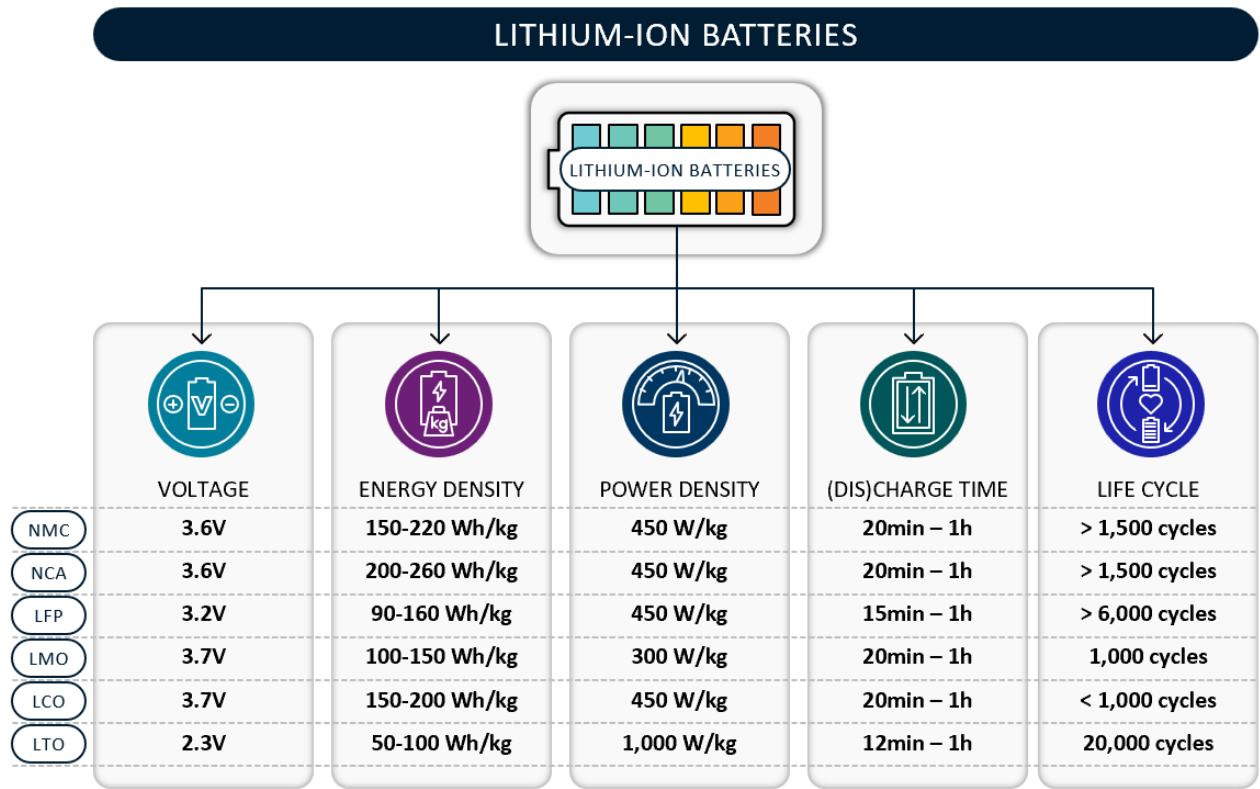 LITHIUM-ION BATTERIES
LITHIUM-ION BATTERIES
V
kg
VOLTAGE ENERGY DENSITY POWER DENSITY (DIS)CHARGE TIME LIFE CYCLE
NMC 3.6V 150-220 Wh/kg 450 W/kg 20min – 1h > 1,500 cycles
NCA 3.6V 200-260 Wh/kg 450 W/kg 20min – 1h > 1,500 cycles
LFP 3.2V 90-160 Wh/kg 450 W/kg 15min – 1h > 6,000 cycles
LMO 3.7V 100-150 Wh/kg 300 W/kg 20min – 1h 1,000 cycles
LCO 3.7V 150-200 Wh/kg 450 W/kg 20min – 1h < 1,000 cycles
LTO 2.3V 50-100 Wh/kg 1,000 W/kg 12min – 1h 20,000 cycles